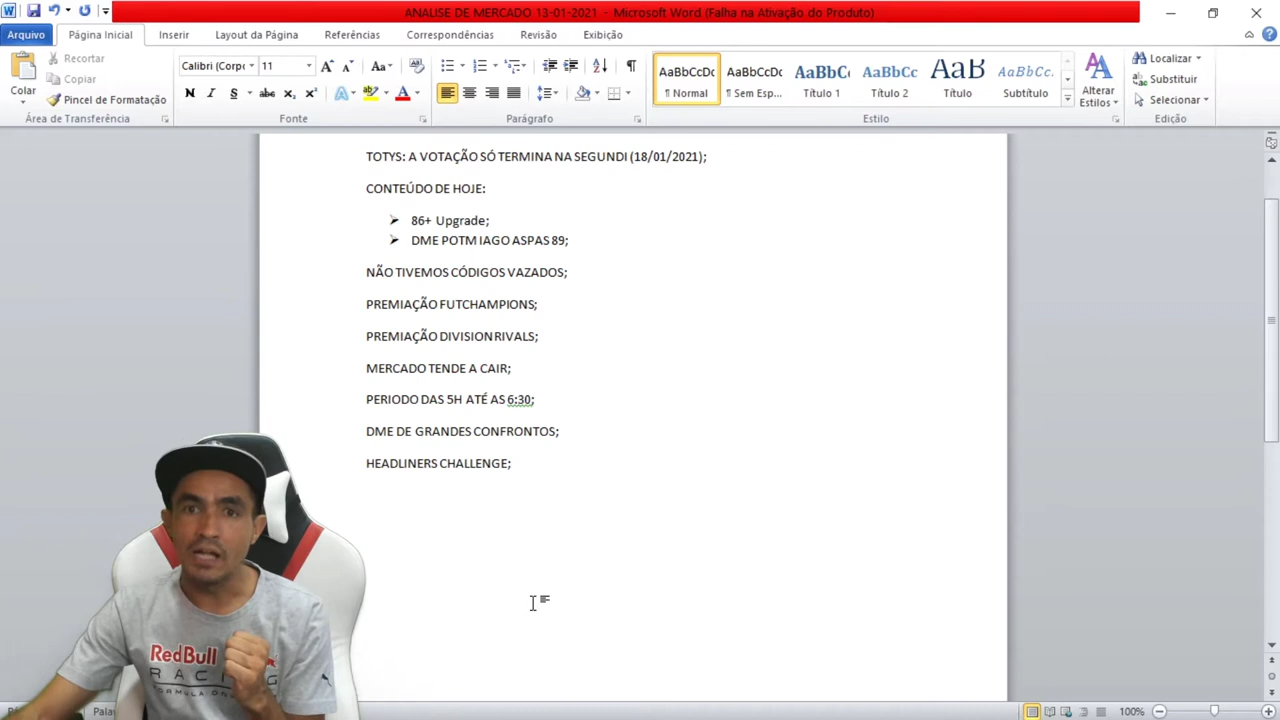 ANALISE DE MERCADO 13-01-2021 - Microsoft Word (Falha na Ativação do Produto)
Arquivo Página Inicial Inserir Layout da Página Referências Correspondências Revisão Exibição
Recortar
Copiar
Pincel de Formatação
Colar
Área de Transferência
Calibri (Corpo 11
Fonte
Parágrafo
AaBbCcDc AaBbCcDc AaBbC AaBbCc AaB AaBbCc.
¶ Normal ¶ Sem Esp... Título 1 Título 2 Título Subtítulo
Alterar
Estilos
Estilo
Localizar
Substituir
Selecionar
Edição
TOTYS: A VOTAÇÃO SÓ TERMINA NA SEGUNDI (18/01/2021);
CONTEÚDO DE HOJE:
86+ Upgrade;
DME POTM IAGO ASPAS 89;
NÃO TIVEMOS CÓDIGOS VAZADOS;
PREMIAÇÃO FUTCHAMPIONS;
PREMIAÇÃO DIVISION RIVALS;
MERCADO TENDE A CAIR;
PERIODO DAS 5H ATÉ AS 6:30;
DME DE GRANDES CONFRONTOS;
HEADLINERS CHALLENGE;
RedBull
RAC
FORMULA ON
100%